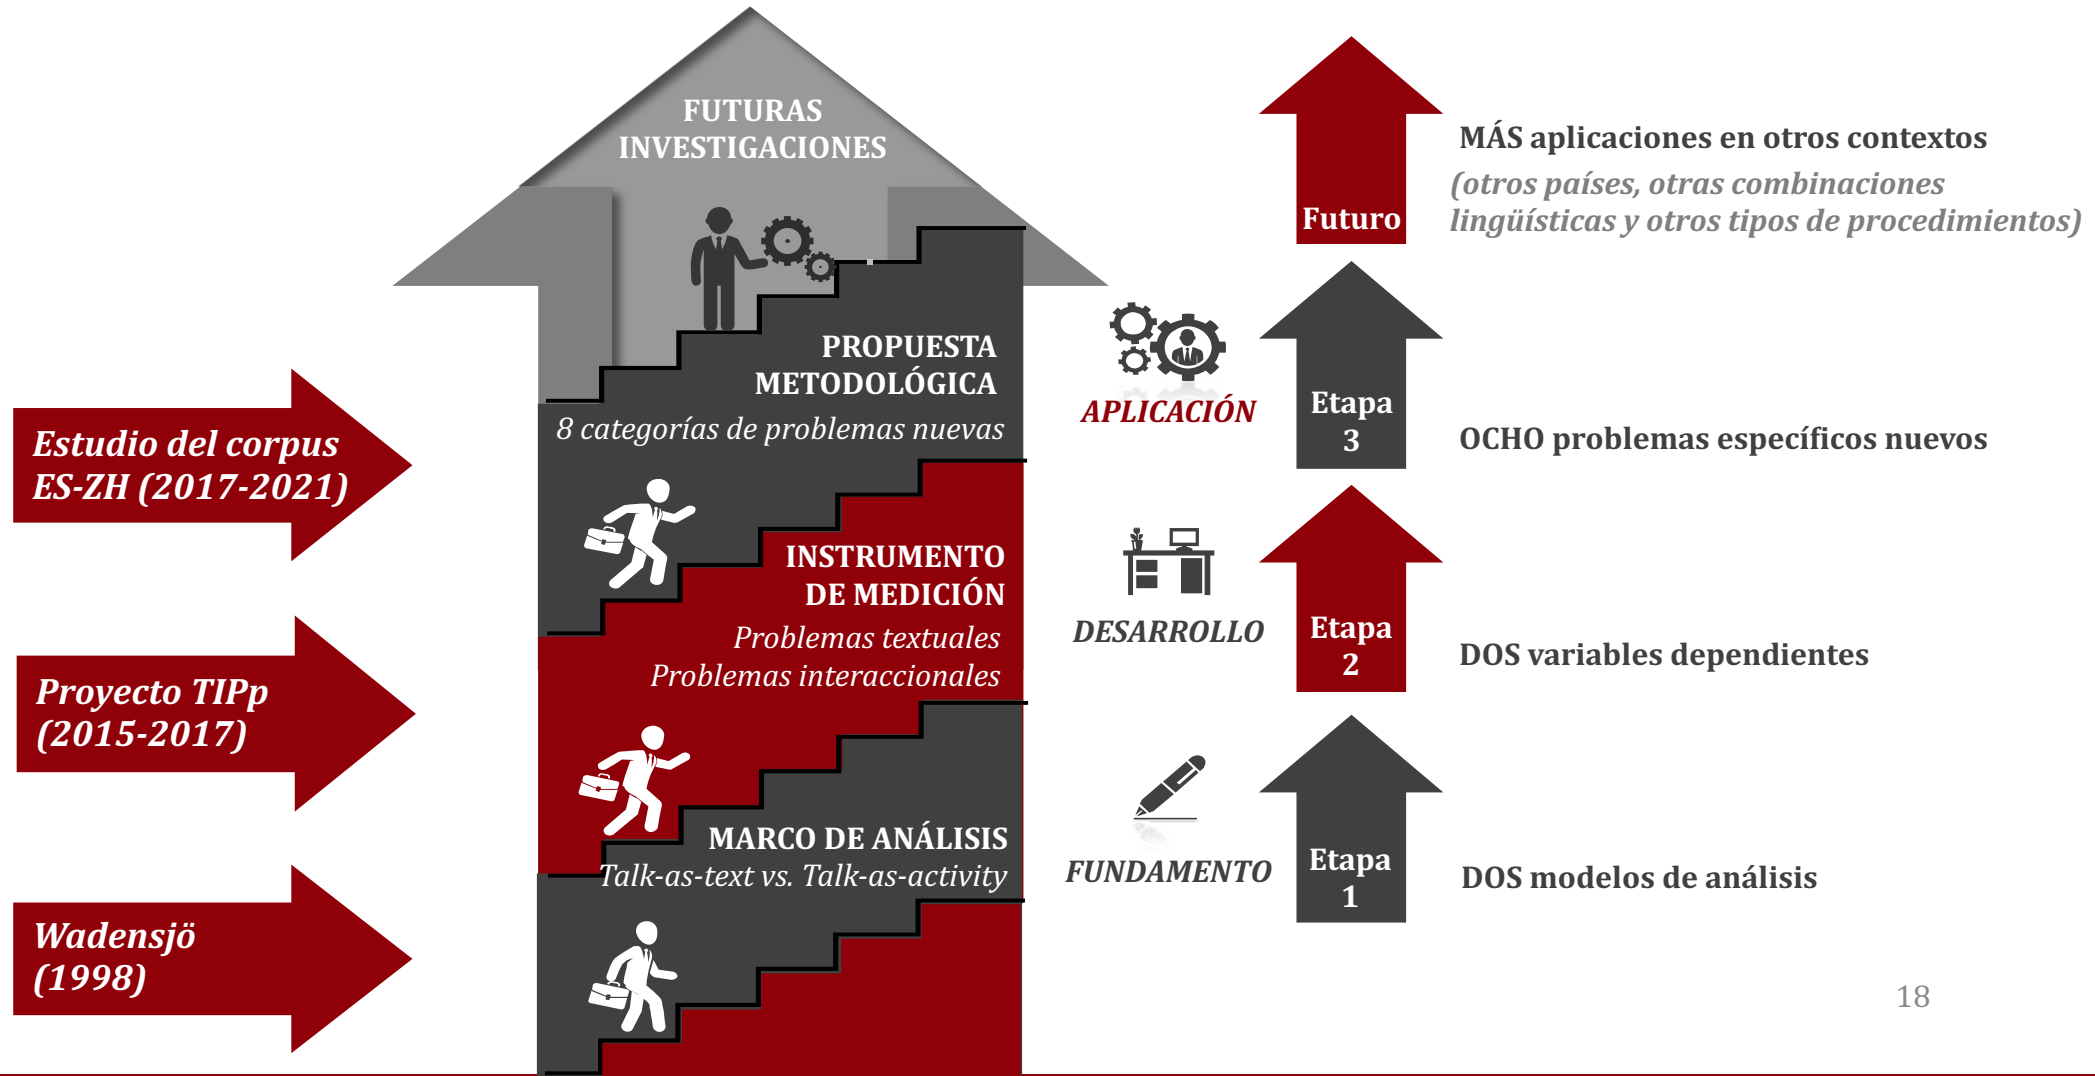 FUTURAS
INVESTIGACIONES
PROPUESTA
METODOLÓGICA
8 categorías de problemas nuevas
INSTRUMENTO
DE MEDICIÓN
Problemas textuales
Problemas interaccionales
MARCO DE ANÁLISIS
Talk-as-text vs. Talk-as-activity
Estudio del corpus
ES-ZH (2017-2021)
Proyecto TIPp
(2015-2017)
Wadensjö
(1998)
Futuro
MÁS aplicaciones en otros contextos
(otros países, otras combinaciones
lingüísticas y otros tipos de procedimientos)
APLICACIÓN
Etapa
3
OCHO problemas específicos nuevos
DESARROLLO
Etapa
2
DOS variables dependientes
FUNDAMENTO
Etapa
1
DOS modelos de análisis
18